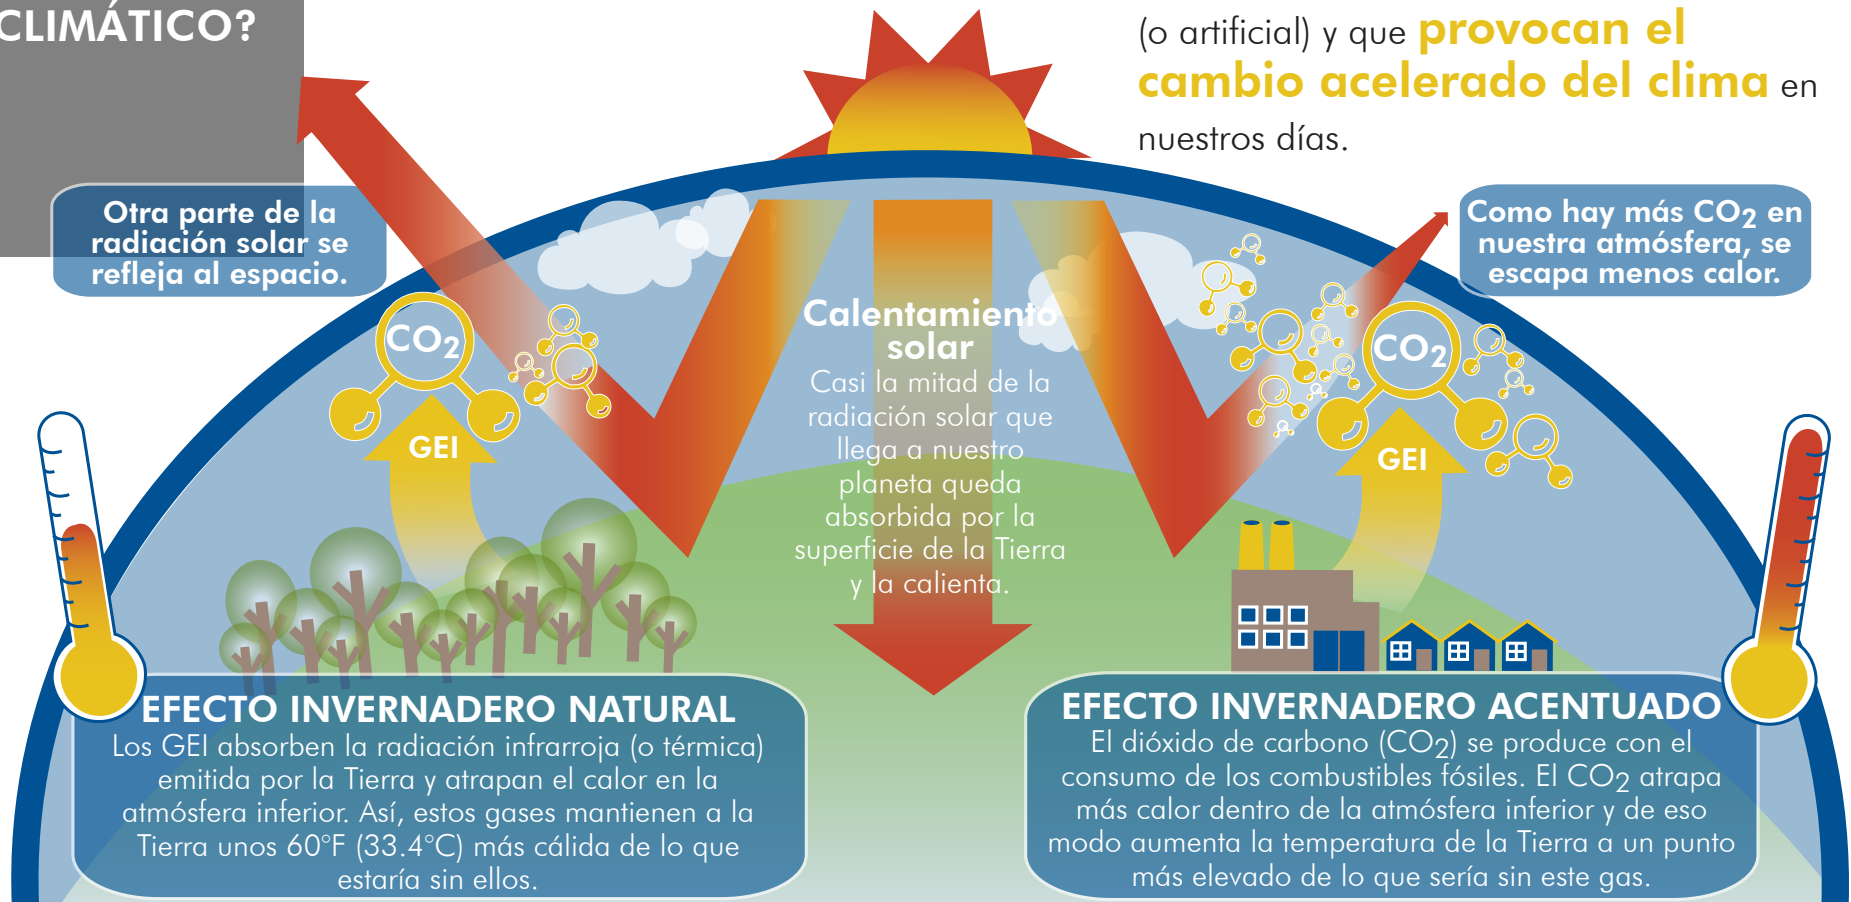 CLIMÁTICO?
(o artificial) y que provocan el
cambio acelerado del clima en
nuestros días.
Otra parte de la
radiación solar se
refleja al espacio.
Como hay más CO2 en
nuestra atmósfera, se
escapa menos calor.
CO2
GEI
Calentamiento
solar
Casi la mitad de la
radiación solar que
llega a nuestro
planeta queda
absorbida por la
superficie de la Tierra
y la calienta.
CO2
GEI
EFECTO INVERNADERO NATURAL
Los GEI absorben la radiación infrarroja (o térmica)
emitida por la Tierra y atrapan el calor en la
atmósfera inferior. Así, estos gases mantienen a la
Tierra unos 60°F (33.4°C) más cálida de lo que
estaría sin ellos.
EFECTO INVERNADERO ACENTUADO
El dióxido de carbono (CO2) se produce con el
consumo de los combustibles fósiles. El CO2 atrapa
más calor dentro de la atmósfera inferior y de eso
modo aumenta la temperatura de la Tierra a un punto
más elevado de lo que sería sin este gas.